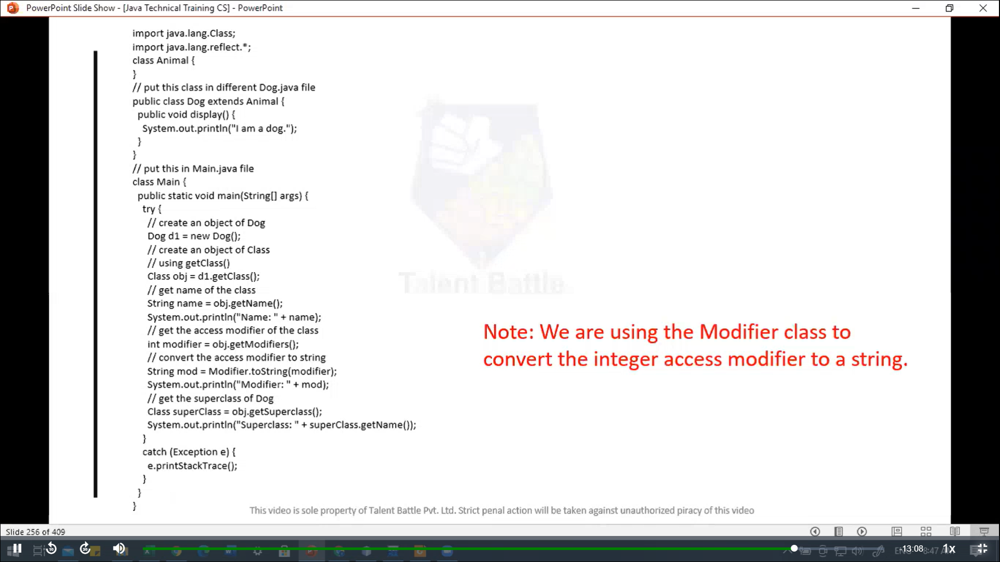 PowerPoint Slide Show - [Java Technical Training CS] - PowerPoint
import java.lang.Class;
import java.lang.reflect.*;
class Animal {
}
// put this class in different Dog.java file
public class Dog extends Animal {
public void display() {
System.out.println("I am a dog.");
}
}
// put this in Main.java file
class Main {
public static void main(String[] args) {
try {
// create an object of Dog
Dog d1 = new Dog();
// create an object of Class
// using getClass()
Class obj = d1.getClass();
// get name of the class
String name = obj.getName();
System.out.println("Name: " + name);
// get the access modifier of the class
int modifier = obj.getModifiers();
// convert the access modifier to string
String mod = Modifier.toString(modifier);
System.out.println("Modifier: " + mod);
// get the superclass of Dog
Class superClass = obj.getSuperclass();
System.out.println("Superclass: " + superClass.getName());
}
catch (Exception e) {
e.printStackTrace();
}
}
}
Talent Battle
Note: We are using the Modifier class to
convert the integer access modifier to a string.
This video is sole property of Talent Battle Pvt. Ltd. Strict penal action will be taken against unauthorized piracy of this video
Slide 256 of 409
10
30
-13:08
1x